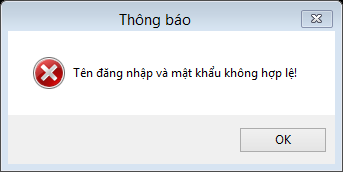 Thông báo
Tên đăng nhập và mật khẩu không hợp lệ!
OK